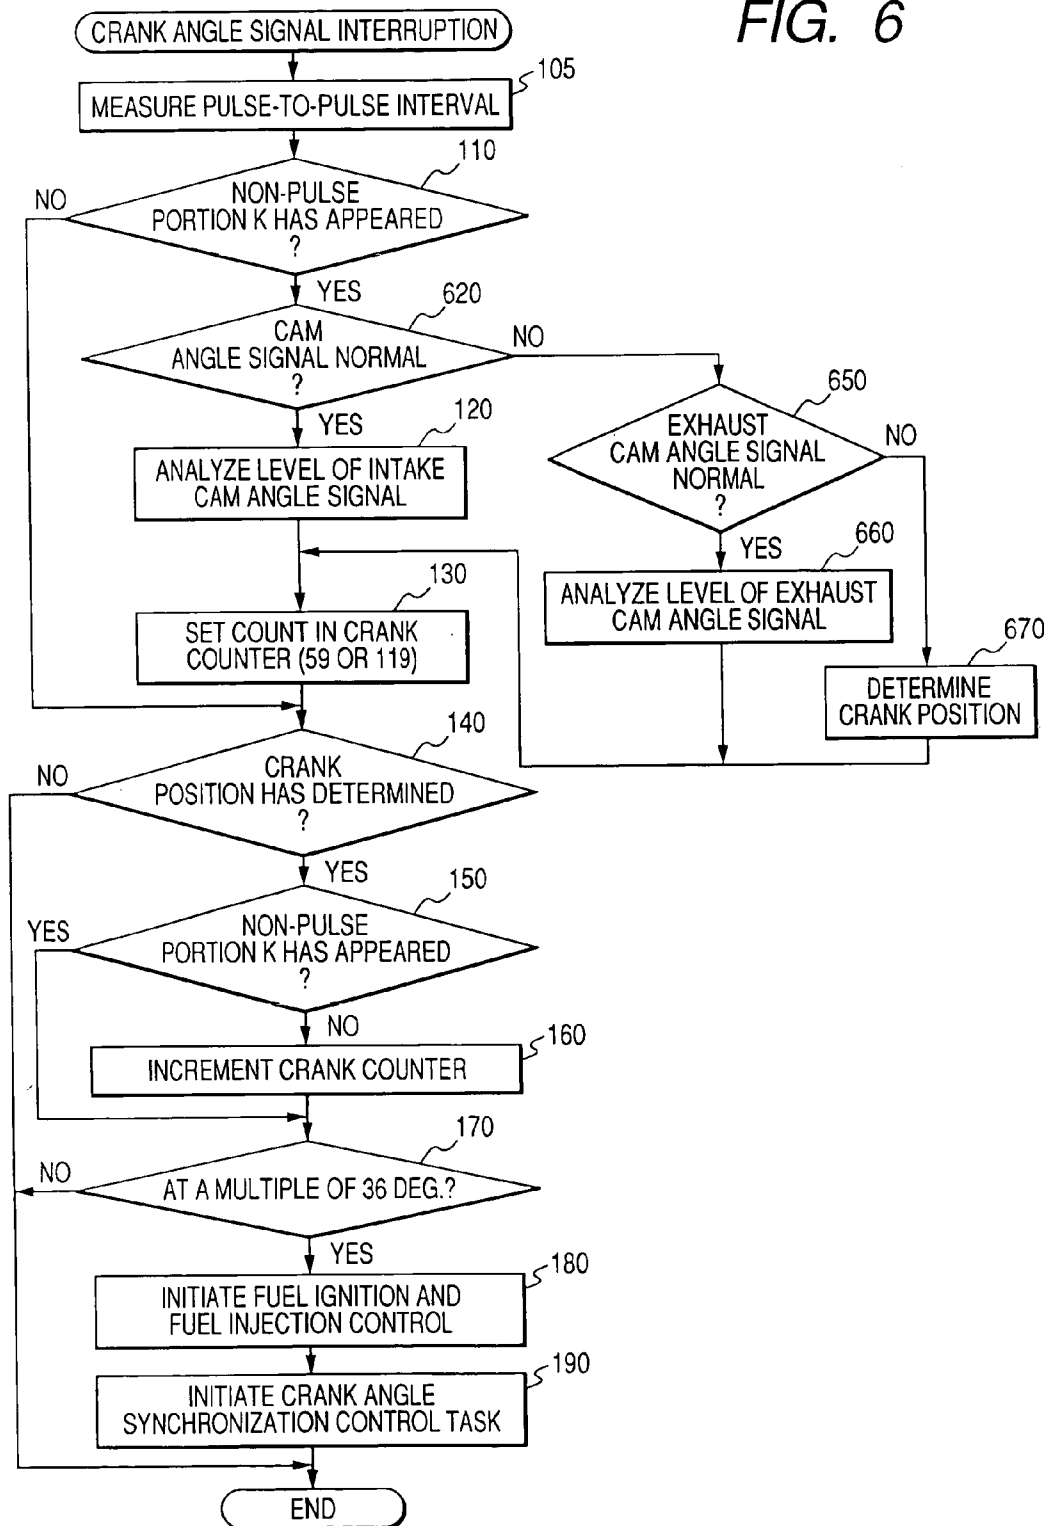 FIG. 6
CRANK ANGLE SIGNAL INTERRUPTION
105
MEASURE PULSE-TO-PULSE INTERVAL
110
NO
NON-PULSE
PORTION K HAS APPEARED
?
YES
620
CAM
ANGLE SIGNAL NORMAL
?
NO
YES
120
ANALYZE LEVEL OF INTAKE
CAM ANGLE SIGNAL
650
EXHAUST
CAM ANGLE SIGNAL
NORMAL
?
NO
YES
660
ANALYZE LEVEL OF EXHAUST
CAM ANGLE SIGNAL
670
DETERMINE
CRANK POSITION
130
SET COUNT IN CRANK
COUNTER (59 OR 119)
140
NO
CRANK
POSITION HAS DETERMINED
?
YES
150
YES
NON-PULSE
PORTION K HAS APPEARED
?
NO
160
INCREMENT CRANK COUNTER
170
NO
AT A MULTIPLE OF 36 DEG.?
YES
180
INITIATE FUEL IGNITION AND
FUEL INJECTION CONTROL
190
INITIATE CRANK ANGLE
SYNCHRONIZATION CONTROL TASK
END